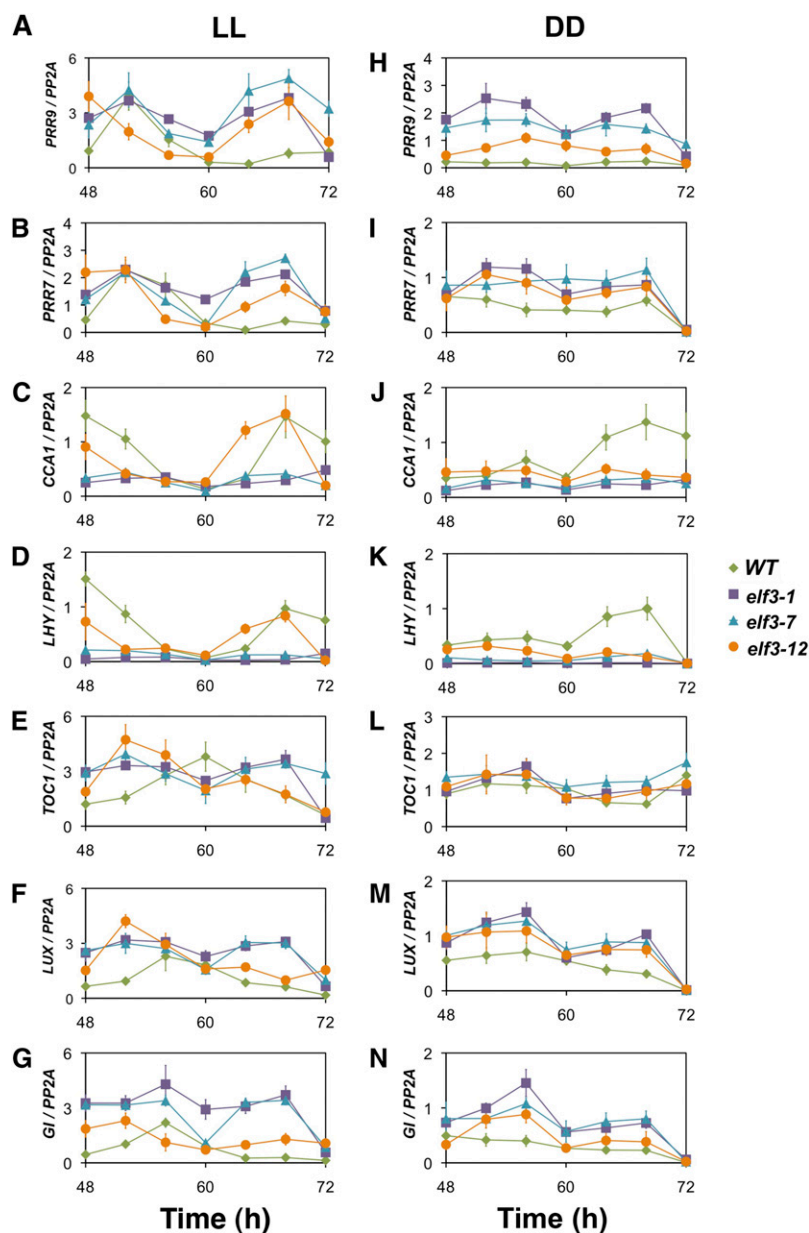 A LL DD
H
PRR9 / PP2A
6
3
0
48 60 72
PRR9 / PP2A
4
3
2
1
0
48 60 72
B
PRR7 / PP2A
4
3
2
1
0
48 60 72
I
PRR7 / PP2A
2
1
0
48 60 72
C
CCA1 / PP2A
2
1
0
48 60 72
J
CCA1 / PP2A
2
1
0
48 60 72
D
LHY / PP2A
2
1
0
48 60 72
K
LHY / PP2A
2
1
0
48 60 72
WT
elf3-1
elf3-7
elf3-12
E
TOC1 / PP2A
6
3
0
48 60 72
L
TOC1 / PP2A
3
2
1
0
48 60 72
F
LUX / PP2A
6
3
0
48 60 72
M
LUX / PP2A
2
1
0
48 60 72
G
GI / PP2A
6
3
0
48 60 72
Time (h)
N
GI / PP2A
2
1
0
48 60 72
Time (h)